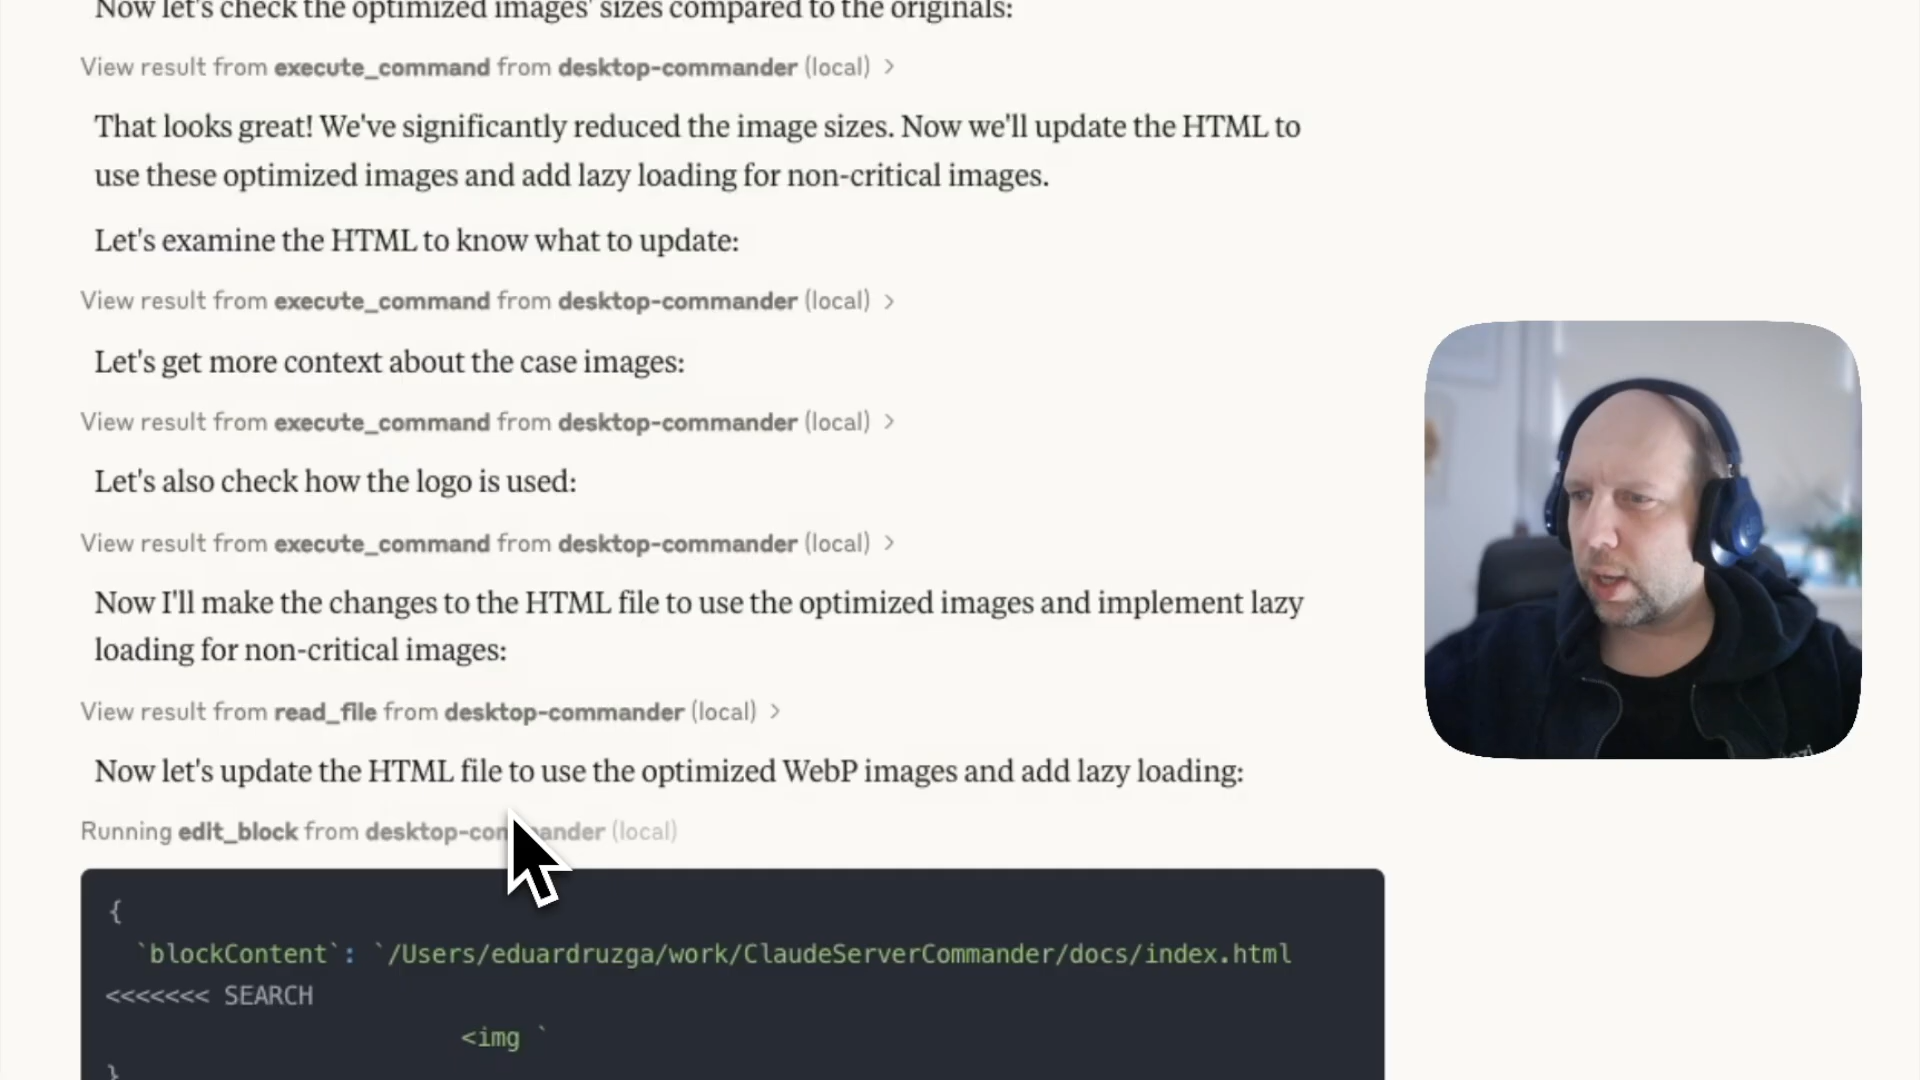 Now let's check the optimized images' sizes compared to the originals:
View result from execute_command from desktop-commander (local)
That looks great! We've significantly reduced the image sizes. Now we'll update the HTML to
use these optimized images and add lazy loading for non-critical images.
Let's examine the HTML to know what to update:
View result from execute_command from desktop-commander (local)
Let's get more context about the case images:
View result from execute_command from desktop-commander (local)
Let's also check how the logo is used:
View result from execute_command from desktop-commander (local)
Now I'll make the changes to the HTML file to use the optimized images and implement lazy
loading for non-critical images:
View result from read_file from desktop-commander (local)
Now let's update the HTML file to use the optimized WebP images and add lazy loading:
Running edit_block from desktop-commander (local)
{
`blockContent`: `/Users/eduardruzga/work/ClaudeServerCommander/docs/index.html
<<<<<<< SEARCH
<img `
}